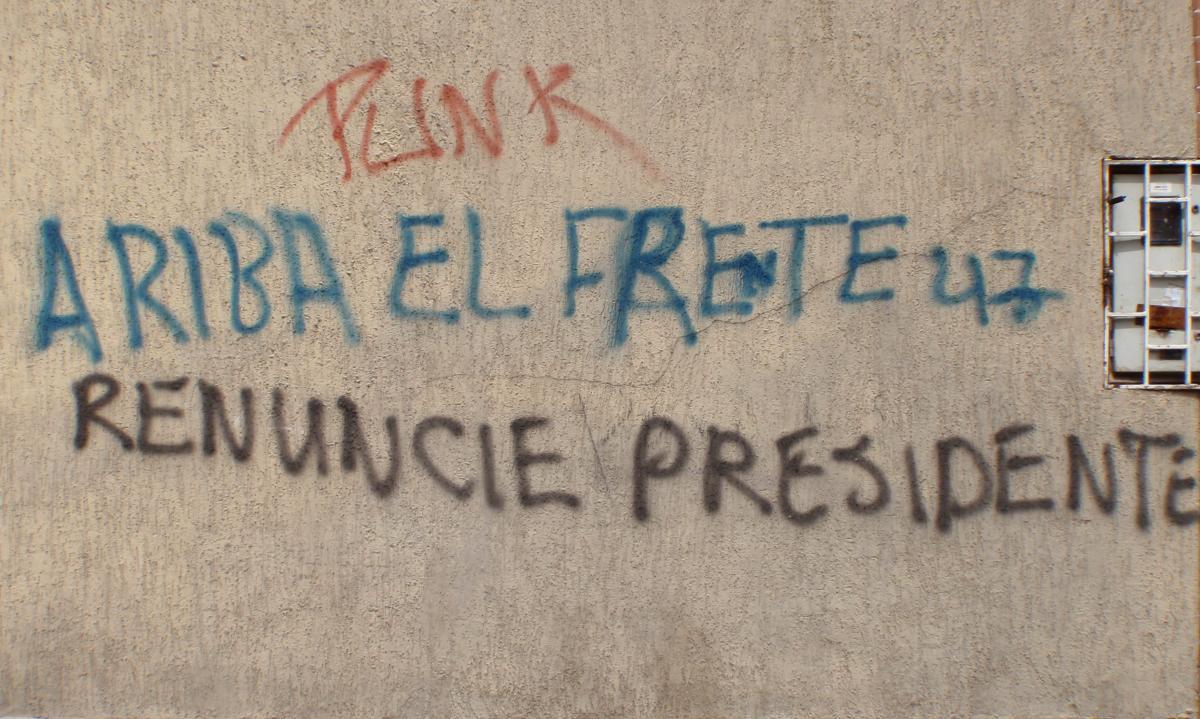 PUNK
ARIBA EL FRETE 47
RENUNCIE PRESIDENTE